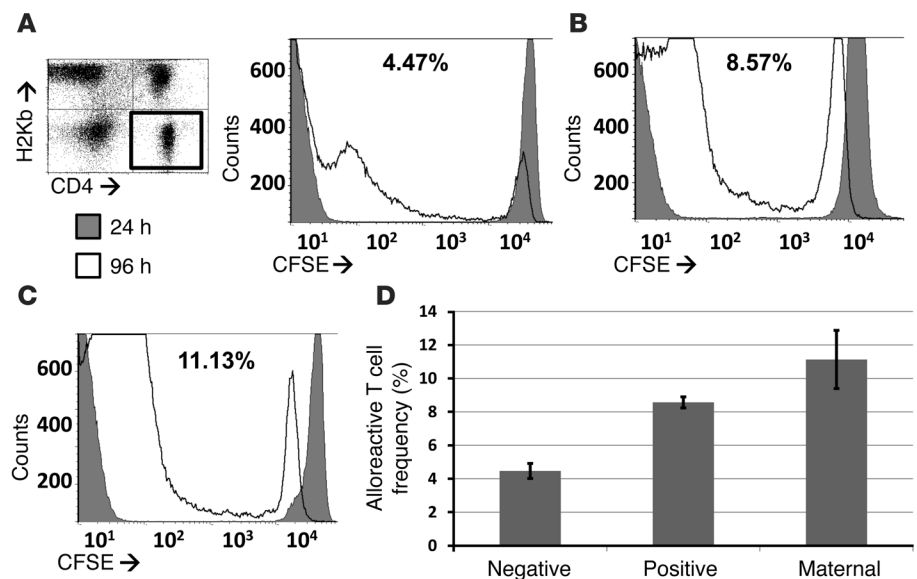 A
H2Kb →
CD4 →
24 h
96 h
4.47%
Counts
600
400
200
10¹ 10² 10³ 10⁴
CFSE →
B
8.57%
Counts
600
400
200
10¹ 10² 10³ 10⁴
CFSE →
C
11.13%
Counts
600
400
200
10¹ 10² 10³ 10⁴
CFSE →
D
Alloreactive T cell
frequency (%)
14
12
10
8
6
4
2
0
Negative Positive Maternal